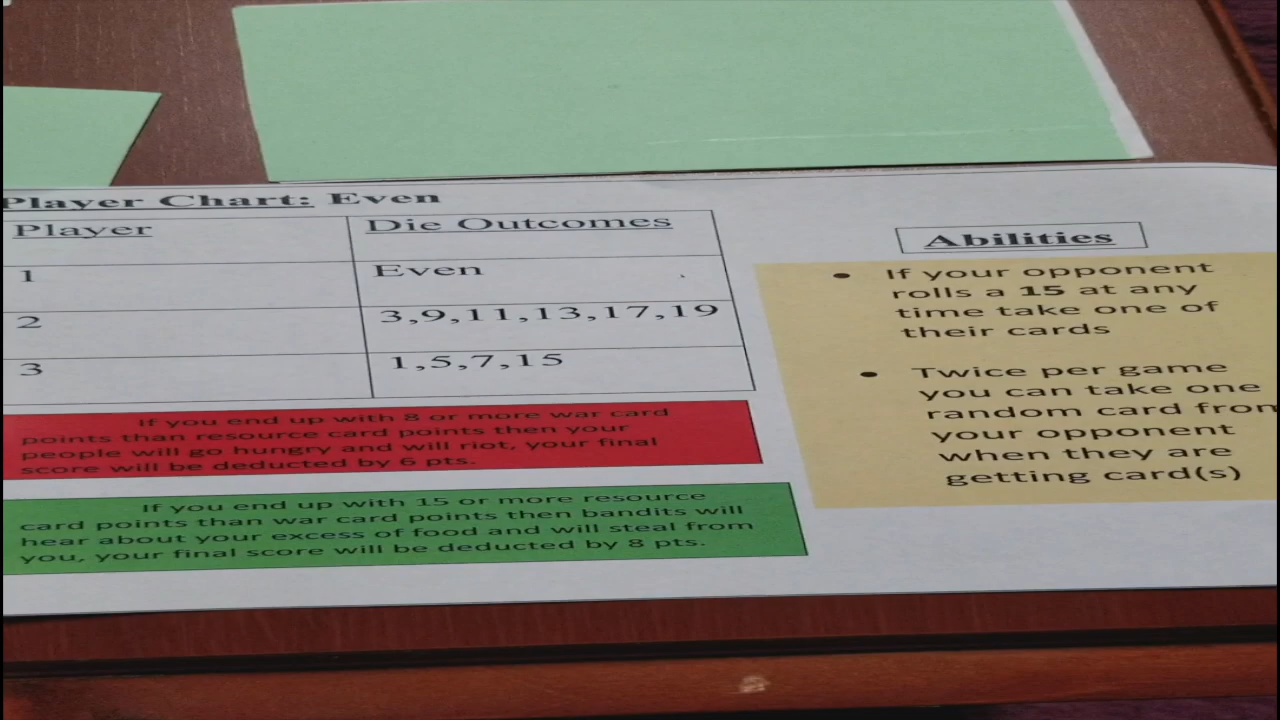 Player Chart: Even
Player Die Outcomes
1 Even
2 3,9,11,13,17,19
3 1,5,7,15
If you end up with 8 or more war card
points than resource card points then your
people will go hungry and will riot, your final
score will be deducted by 6 pts.
If you end up with 15 or more resource
card points than war card points then bandits will
hear about your excess of food and will steal from
you, your final score will be deducted by 8 pts.
Abilities
• If your opponent
rolls a 15 at any
time take one of
their cards
• Twice per game
you can take one
random card from
your opponent
when they are
getting card(s)